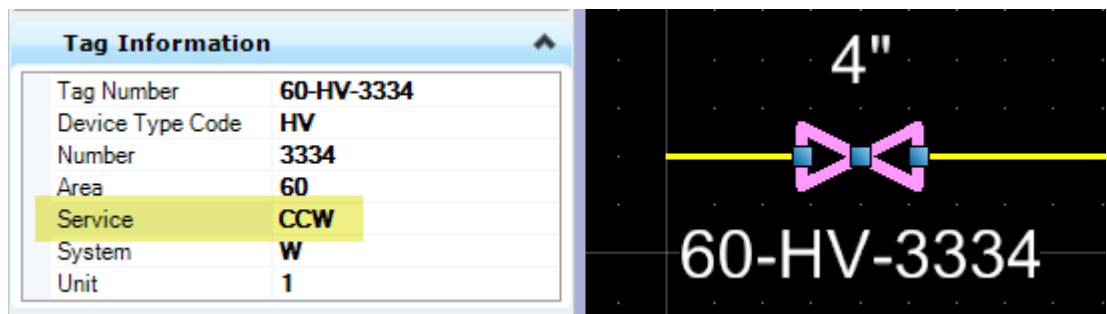 Tag Information
Tag Number 60-HV-3334
Device Type Code HV
Number 3334
Area 60
Service CCW
System W
Unit 1
4"
60-HV-3334